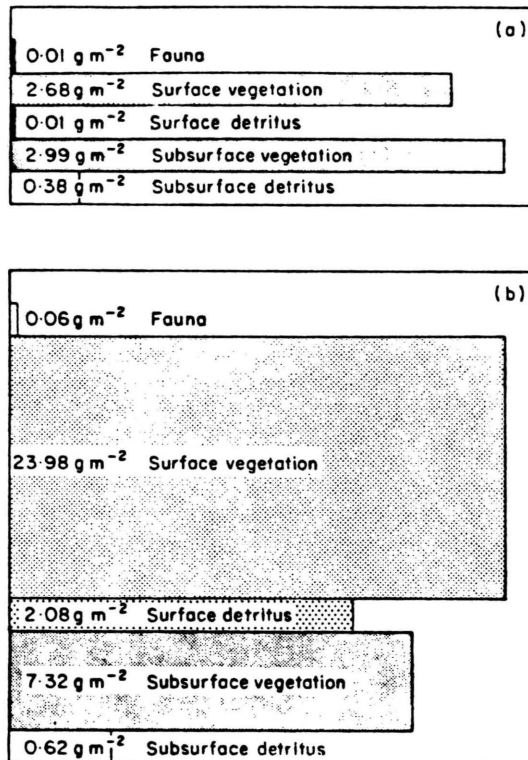 (a)
0·01 g m⁻² Fauna
2·68 g m⁻² Surface vegetation
0·01 g m⁻² Surface detritus
2·99 g m⁻² Subsurface vegetation
0·38 g m⁻² Subsurface detritus
(b)
0·06 g m⁻² Fauna
23·98 g m⁻² Surface vegetation
2·08 g m⁻² Surface detritus
7·32 g m⁻² Subsurface vegetation
0·62 g m⁻² Subsurface detritus